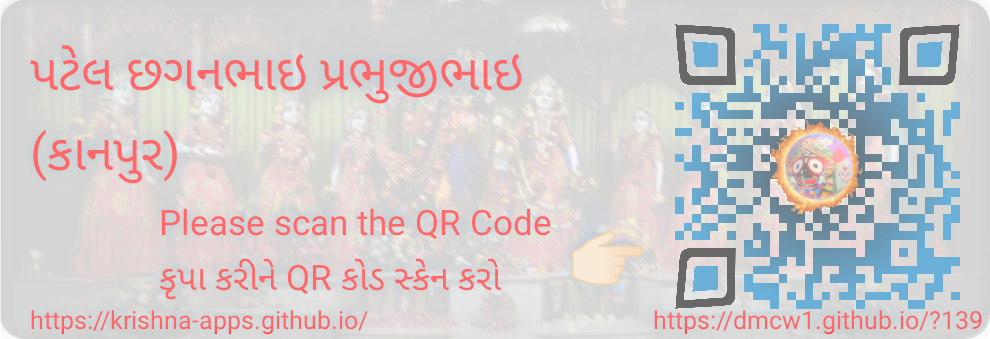 પટેલ છગનભાઇ પ્રભુજીભાઇ
(કાનપુર)
Please scan the QR Code
કૃપા કરીને QR કોડ સ્કેન કરો
https://krishna-apps.github.io/
https://dmcw1.github.io/?139